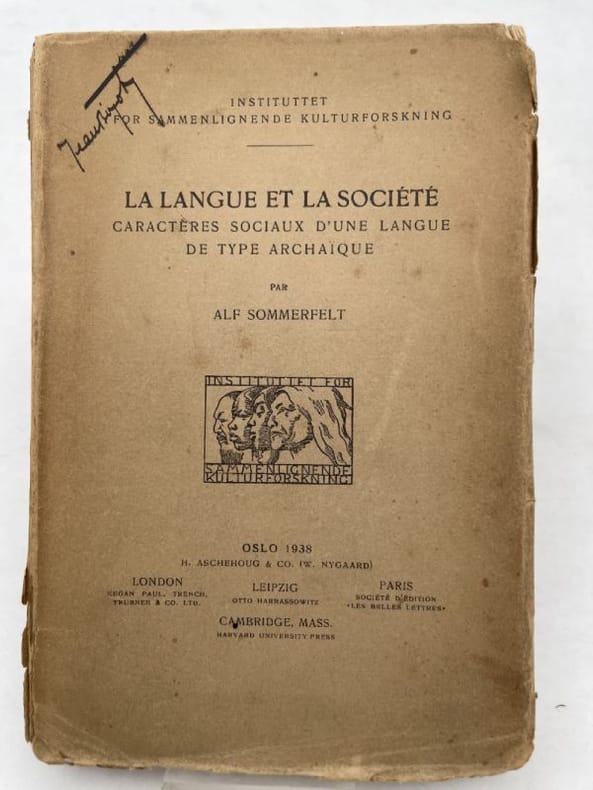 INSTITUTTET
FOR SAMMENLIGNENDE KULTURFORSKNING
LA LANGUE ET LA SOCIÉTÉ
CARACTÈRES SOCIAUX D'UNE LANGUE
DE TYPE ARCHAÏQUE
PAR
ALF SOMMERFELT
INSTITUTTET FOR
SAMMENLIGNENDE
KULTURFORSKNING
OSLO 1938
H. ASCHEHOUG & CO. (W. NYGAARD)
LONDON
KEGAN PAUL, TRENCH,
TRUBNER & CO. LTD.
LEIPZIG
OTTO HARRASSOWITZ
PARIS
SOCIÉTÉ D'ÉDITION
«LES BELLES LETTRES»
CAMBRIDGE, MASS.
HARVARD UNIVERSITY PRESS